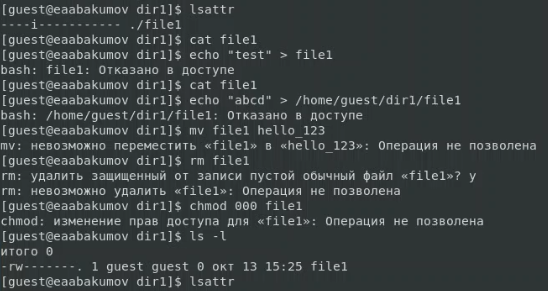 [guest@eaabakumov dir1]$ lsattr
----i----------- ./file1
[guest@eaabakumov dir1]$ cat file1
[guest@eaabakumov dir1]$ echo "test" > file1
bash: file1: Отказано в доступе
[guest@eaabakumov dir1]$ cat file1
[guest@eaabakumov dir1]$ echo "abcd" > /home/guest/dir1/file1
bash: /home/guest/dir1/file1: Отказано в доступе
[guest@eaabakumov dir1]$ mv file1 hello_123
mv: невозможно переместить «file1» в «hello_123»: Операция не позволена
[guest@eaabakumov dir1]$ rm file1
rm: удалить защищенный от записи пустой обычный файл «file1»? y
rm: невозможно удалить «file1»: Операция не позволена
[guest@eaabakumov dir1]$ chmod 000 file1
chmod: изменение прав доступа для «file1»: Операция не позволена
[guest@eaabakumov dir1]$ ls -l
итого 0
-rw-------. 1 guest guest 0 окт 13 15:25 file1
[guest@eaabakumov dir1]$ lsattr